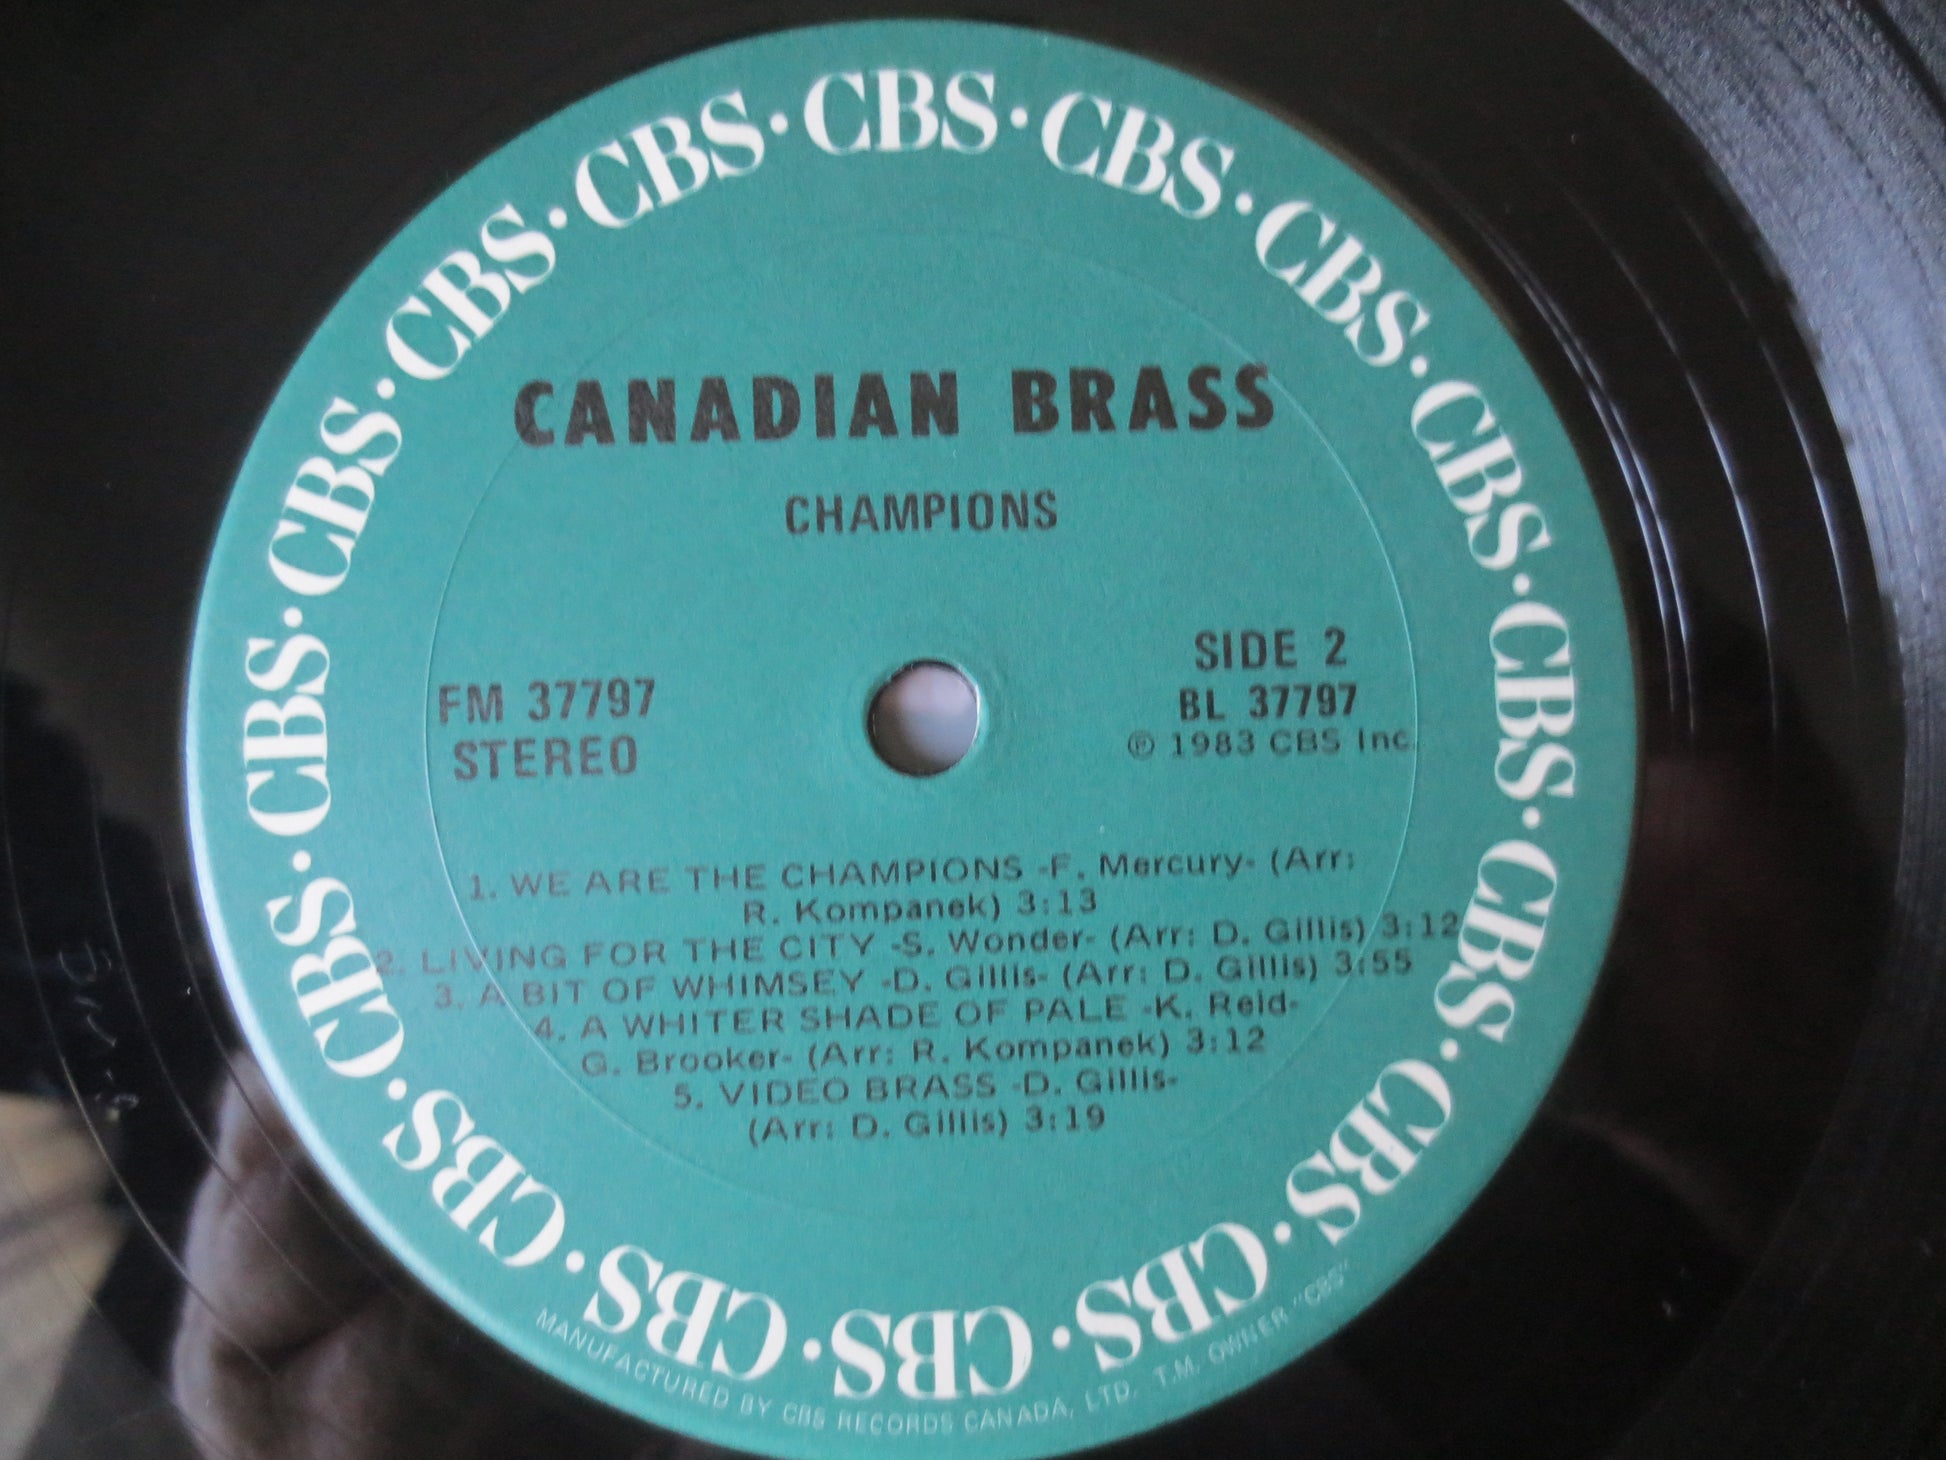 CBS · CBS · CBS · CBS · CBS · CBS · CBS · CBS · CBS · CBS · CBS · CBS · CBS · CBS · CBS · CBS · CBS · CBS
CANADIAN BRASS
CHAMPIONS
FM 37797
STEREO
SIDE 2
BL 37797
℗ 1983 CBS Inc.
1. WE ARE THE CHAMPIONS -F. Mercury- (Arr:
R. Kompanek) 3:13
2. LIVING FOR THE CITY -S. Wonder- (Arr: D. Gillis) 3:12
3. A BIT OF WHIMSEY -D. Gillis- (Arr: D. Gillis) 3:55
4. A WHITER SHADE OF PALE -K. Reid-
G. Brooker- (Arr: R. Kompanek) 3:12
5. VIDEO BRASS -D. Gillis-
(Arr: D. Gillis) 3:19
MANUFACTURED BY CBS RECORDS CANADA, LTD. T.M. OWNER "CBS"